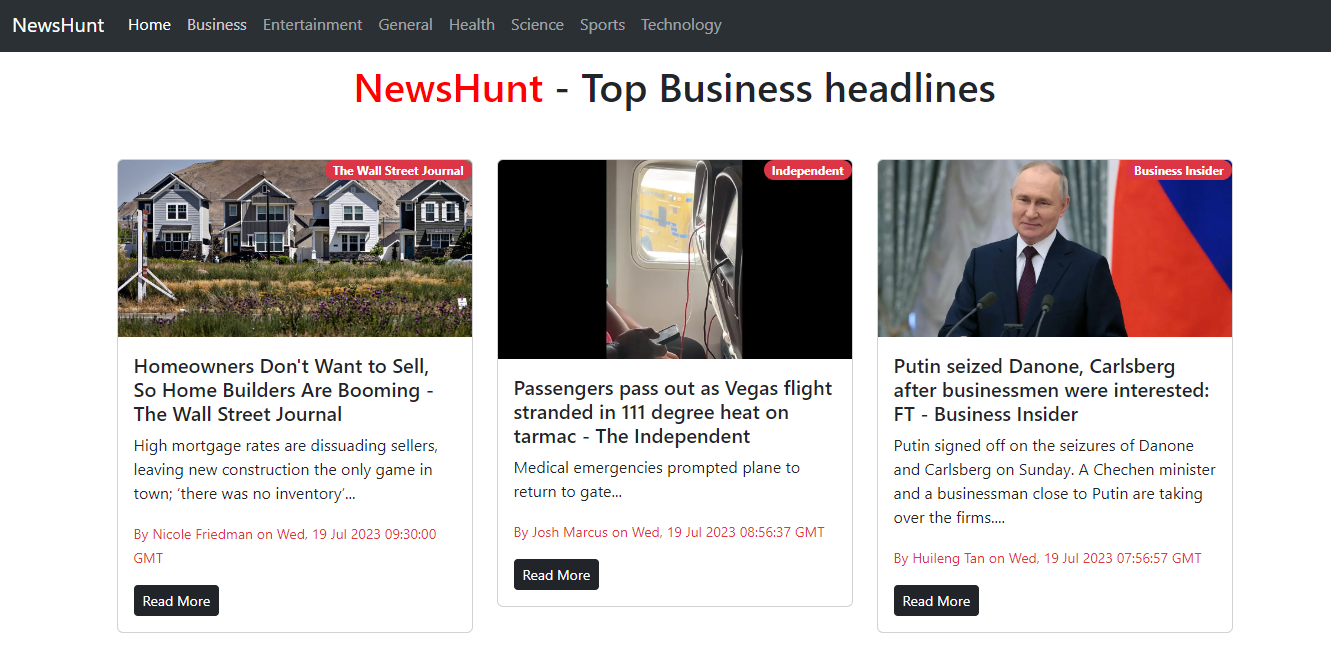 NewsHunt Home Business Entertainment General Health Science Sports Technology
NewsHunt - Top Business headlines
The Wall Street Journal
Homeowners Don't Want to Sell,
So Home Builders Are Booming -
The Wall Street Journal
High mortgage rates are dissuading sellers,
leaving new construction the only game in
town; ‘there was no inventory’...
By Nicole Friedman on Wed, 19 Jul 2023 09:30:00
GMT
Read More
Independent
Passengers pass out as Vegas flight
stranded in 111 degree heat on
tarmac - The Independent
Medical emergencies prompted plane to
return to gate...
By Josh Marcus on Wed, 19 Jul 2023 08:56:37 GMT
Read More
Business Insider
Putin seized Danone, Carlsberg
after businessmen were interested:
FT - Business Insider
Putin signed off on the seizures of Danone
and Carlsberg on Sunday. A Chechen minister
and a businessman close to Putin are taking
over the firms....
By Huileng Tan on Wed, 19 Jul 2023 07:56:57 GMT
Read More